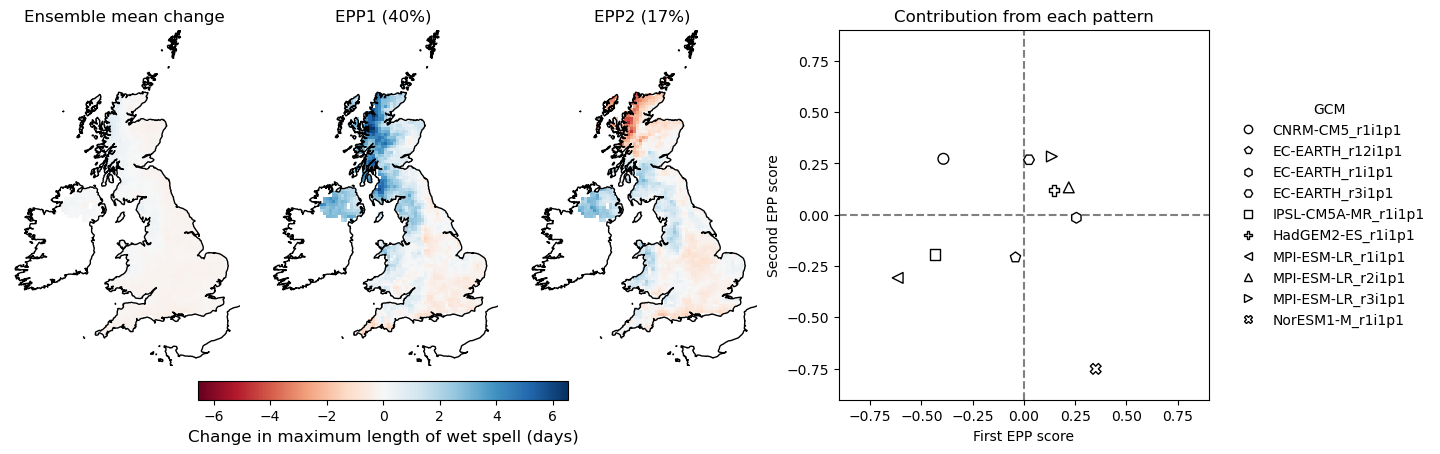 Ensemble mean change
EPP1 (40%)
EPP2 (17%)
Contribution from each pattern
−6 −4 −2 0 2 4 6
Change in maximum length of wet spell (days)
0.75
0.50
0.25
0.00
−0.25
−0.50
−0.75
Second EPP score
−0.75 −0.50 −0.25 0.00 0.25 0.50 0.75
First EPP score
GCM
CNRM-CM5_r1i1p1
EC-EARTH_r12i1p1
EC-EARTH_r1i1p1
EC-EARTH_r3i1p1
IPSL-CM5A-MR_r1i1p1
HadGEM2-ES_r1i1p1
MPI-ESM-LR_r1i1p1
MPI-ESM-LR_r2i1p1
MPI-ESM-LR_r3i1p1
NorESM1-M_r1i1p1